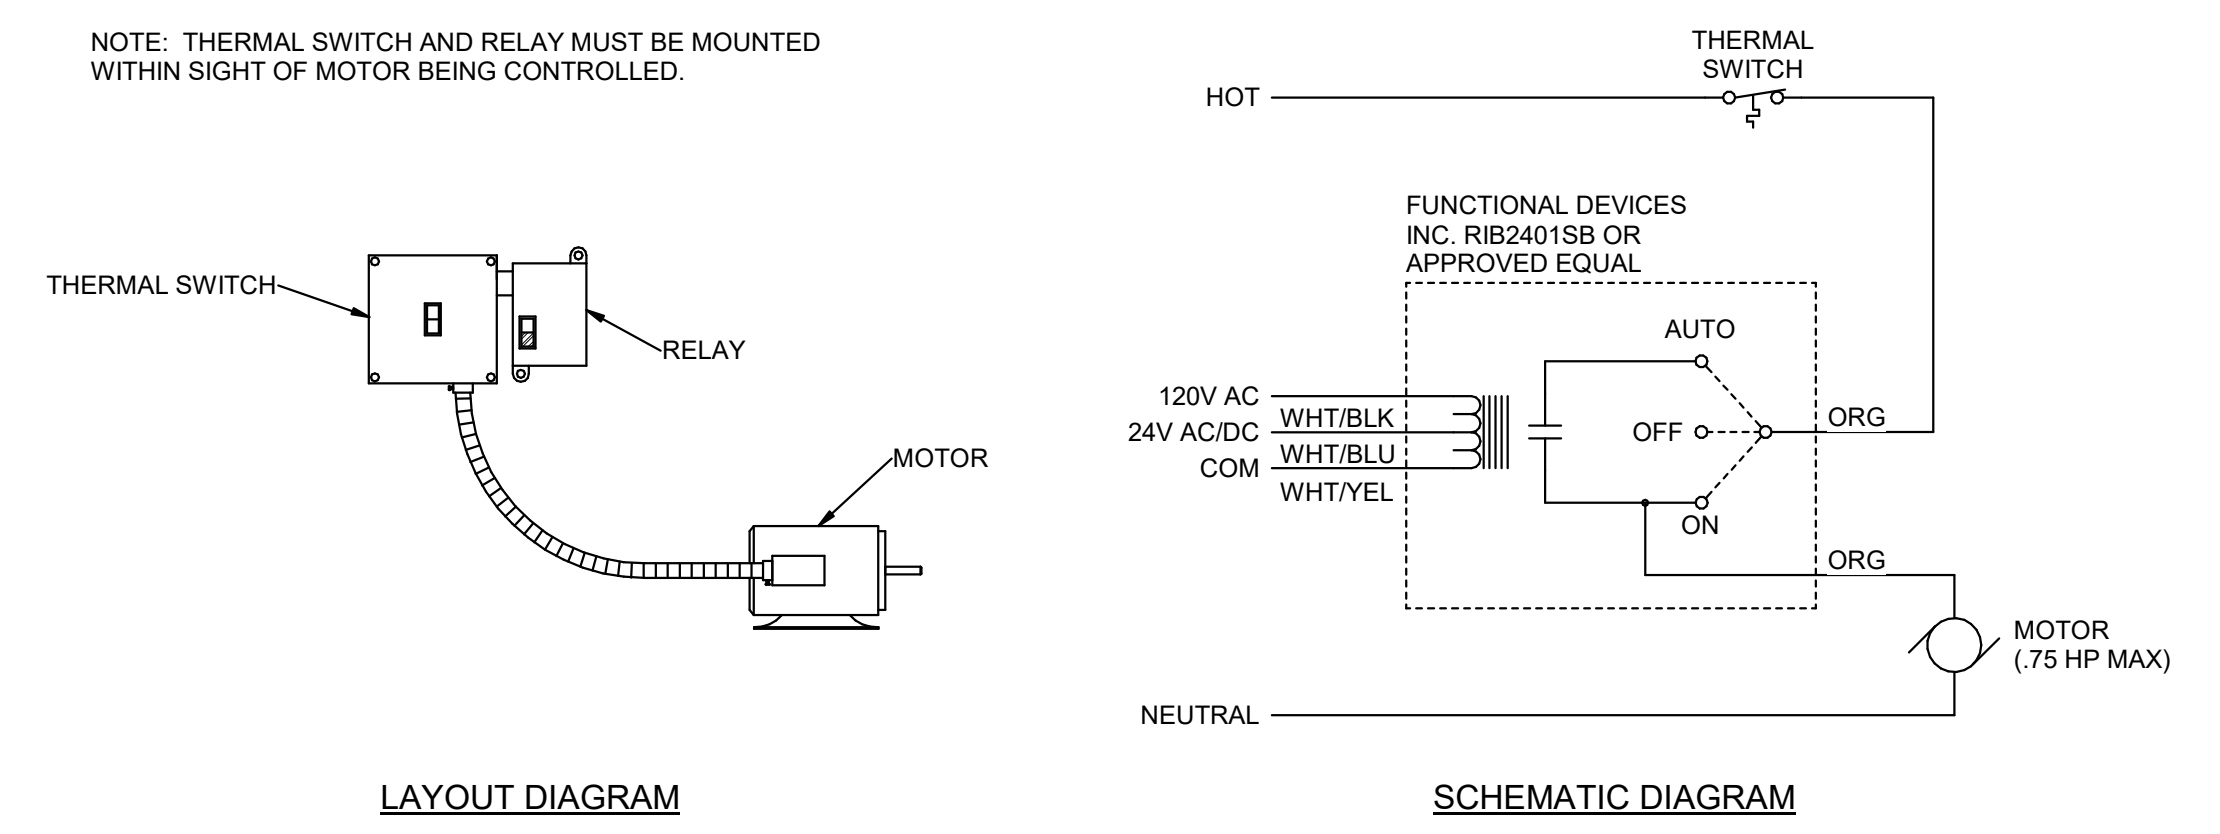 NOTE: THERMAL SWITCH AND RELAY MUST BE MOUNTED
WITHIN SIGHT OF MOTOR BEING CONTROLLED.
THERMAL SWITCH
RELAY
MOTOR
LAYOUT DIAGRAM
THERMAL
SWITCH
HOT
FUNCTIONAL DEVICES
INC. RIB2401SB OR
APPROVED EQUAL
AUTO
120V AC
WHT/BLK
24V AC/DC
OFF
ORG
WHT/BLU
COM
WHT/YEL
ON
ORG
MOTOR
(.75 HP MAX)
NEUTRAL
SCHEMATIC DIAGRAM